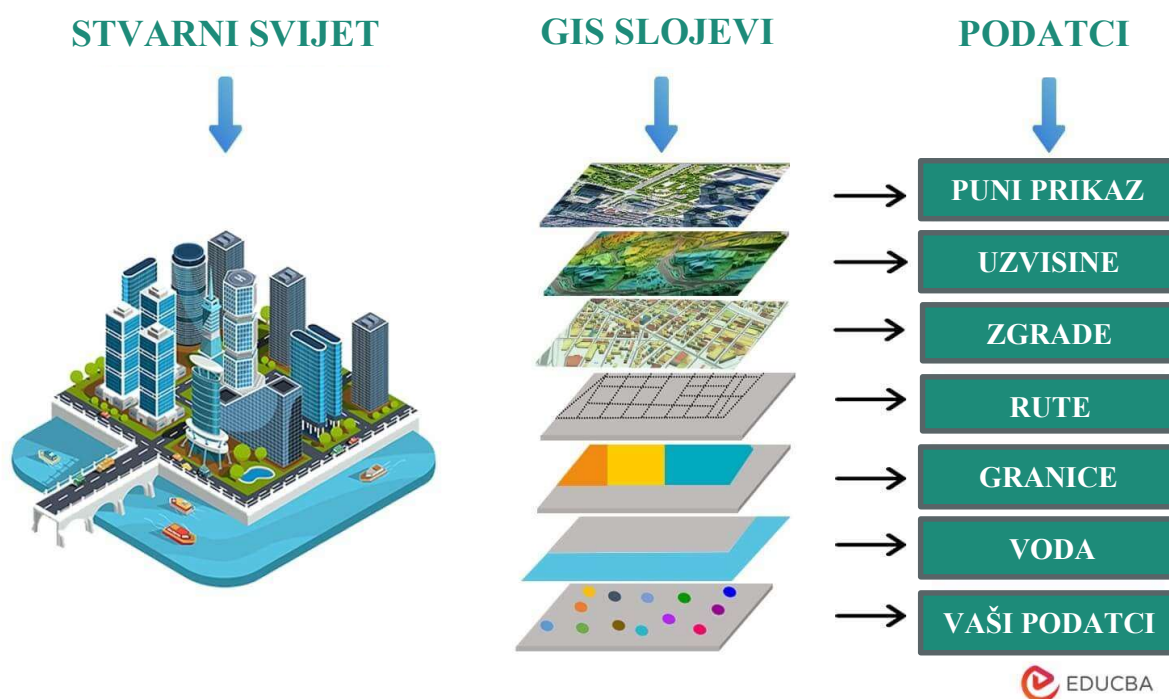 STVARNI SVIJET
GIS SLOJEVI
PODATCI
PUNI PRIKAZ
UZVISINE
ZGRADE
RUTE
GRANICE
VODA
VAŠI PODATCI
EDUCBA